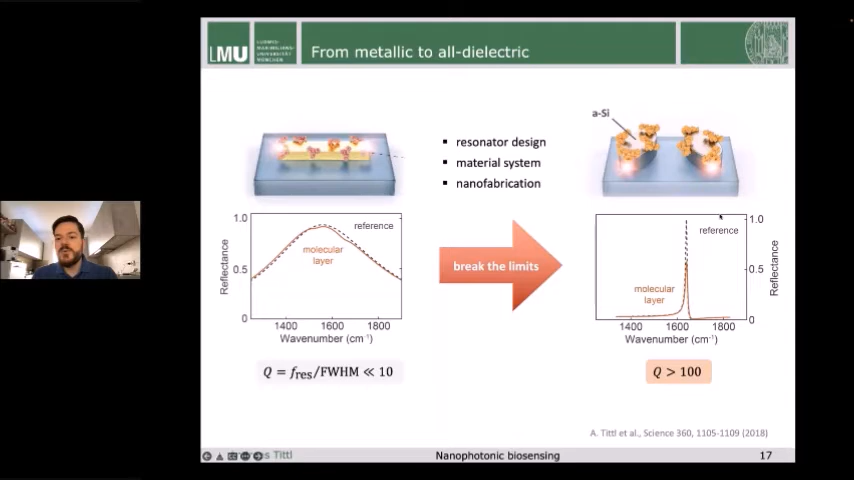 LMU
LUDWIG-
MAXIMILIANS-
UNIVERSITÄT
MÜNCHEN
From metallic to all-dielectric
▪ resonator design
▪ material system
▪ nanofabrication
a-Si
1.0
0.5
0
Reflectance
reference
molecular
layer
1400 1600 1800
Wavenumber (cm⁻¹)
Q = fres/FWHM ≪ 10
break the limits
1.0
0.5
0
Reflectance
reference
molecular
layer
1400 1600 1800
Wavenumber (cm⁻¹)
Q > 100
A. Tittl et al., Science 360, 1105-1109 (2018)
s Tittl
Nanophotonic biosensing
17